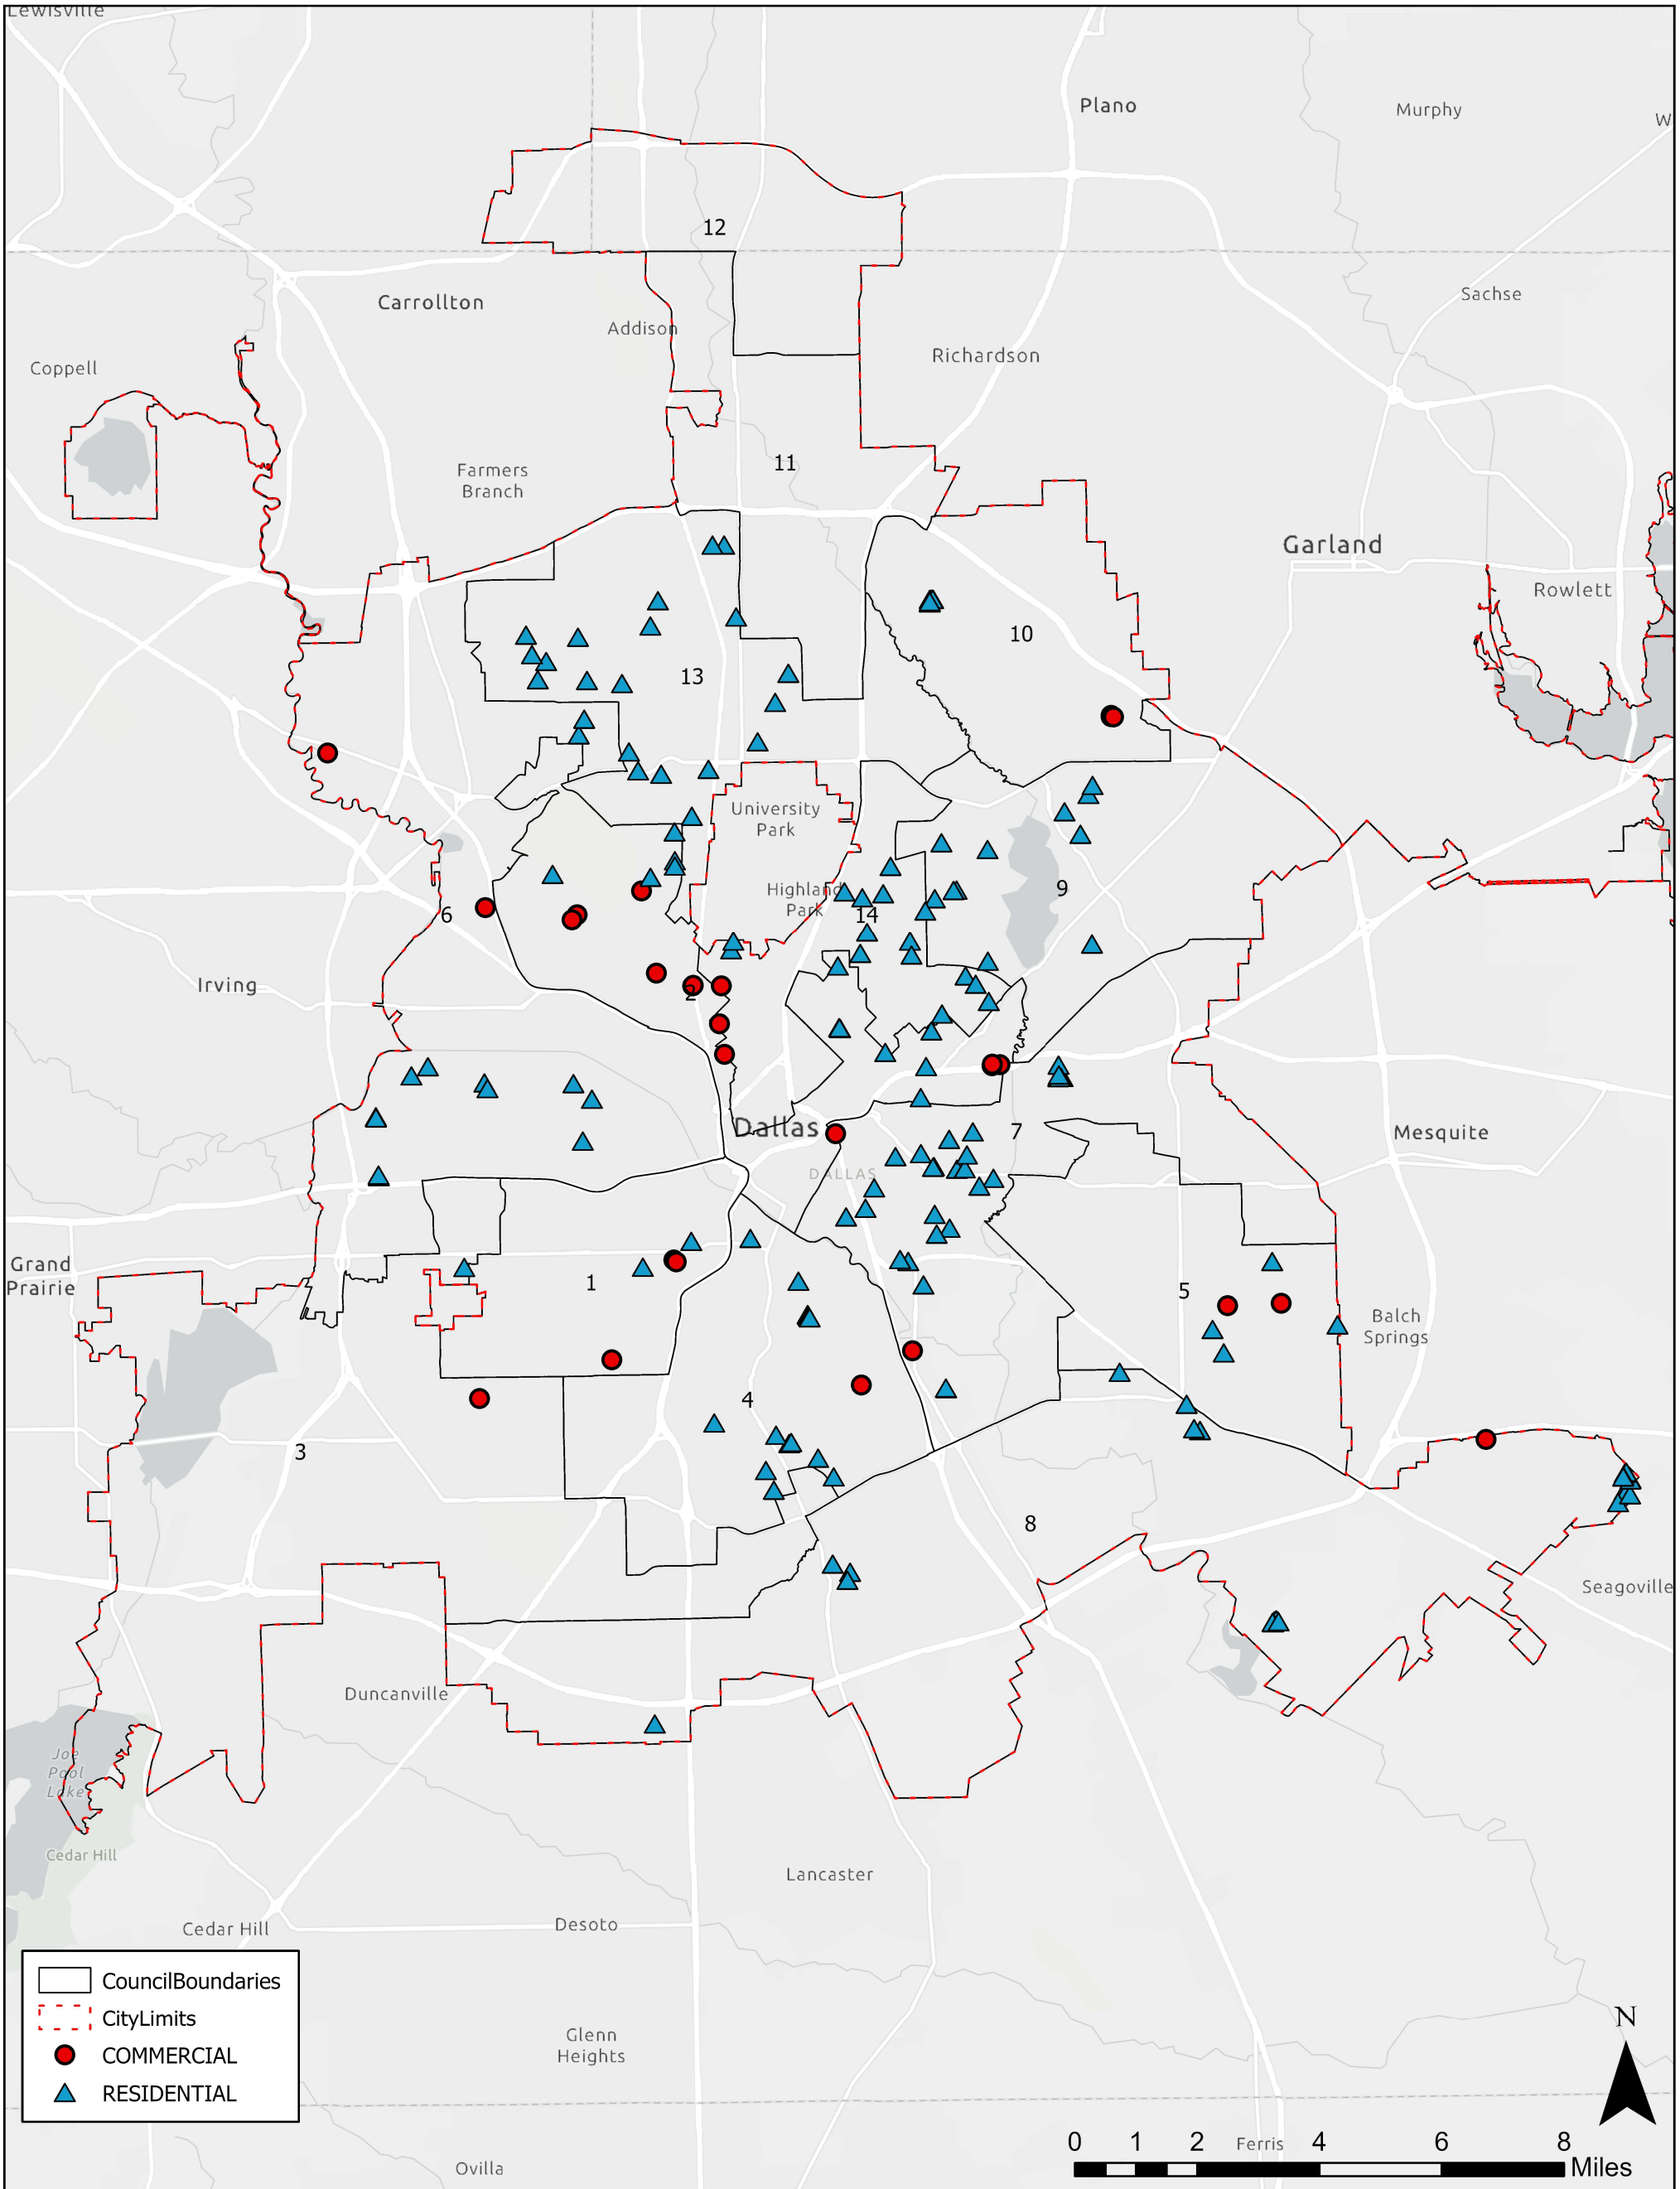 Lewisville
Plano
Murphy
W
12
Carrollton
Sachse
Addison
Richardson
Coppell
11
Farmers
Branch
Garland
Rowlett
10
13
University
Park
Highland
Park
9
14
6
Irving
2
Dallas
7
Mesquite
DALLAS
Grand
Prairie
1
5
Balch
Springs
4
3
8
Seagoville
Duncanville
Joe
Pool
Lake
Cedar Hill
Lancaster
Cedar Hill
Desoto
CouncilBoundaries
CityLimits
COMMERCIAL
RESIDENTIAL
Glenn
Heights
N
0 1 2 4 6 8
Miles
Ferris
Ovilla